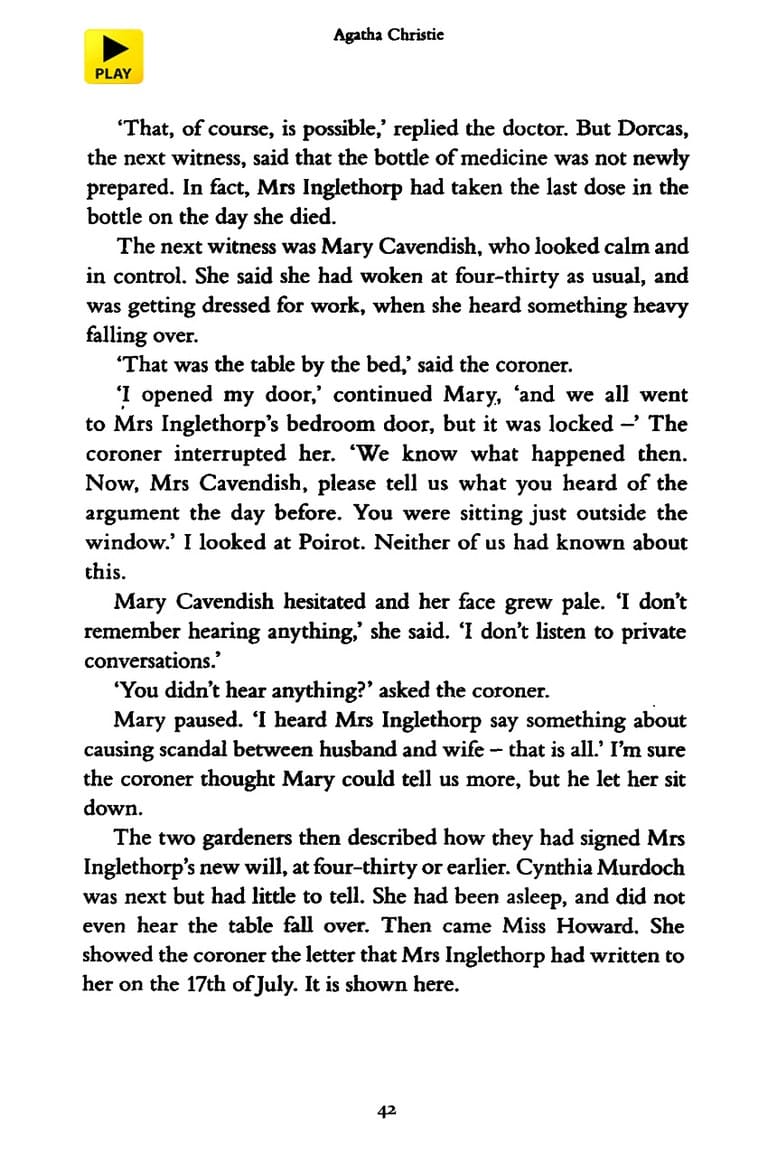 Agatha Christie
PLAY
‘That, of course, is possible,’ replied the doctor. But Dorcas,
the next witness, said that the bottle of medicine was not newly
prepared. In fact, Mrs Inglethorp had taken the last dose in the
bottle on the day she died.
The next witness was Mary Cavendish, who looked calm and
in control. She said she had woken at four-thirty as usual, and
was getting dressed for work, when she heard something heavy
falling over.
‘That was the table by the bed,’ said the coroner.
‘I opened my door,’ continued Mary, ‘and we all went
to Mrs Inglethorp’s bedroom door, but it was locked –’ The
coroner interrupted her. ‘We know what happened then.
Now, Mrs Cavendish, please tell us what you heard of the
argument the day before. You were sitting just outside the
window.’ I looked at Poirot. Neither of us had known about
this.
Mary Cavendish hesitated and her face grew pale. ‘I don’t
remember hearing anything,’ she said. ‘I don’t listen to private
conversations.’
‘You didn’t hear anything?’ asked the coroner.
Mary paused. ‘I heard Mrs Inglethorp say something about
causing scandal between husband and wife – that is all.’ I’m sure
the coroner thought Mary could tell us more, but he let her sit
down.
The two gardeners then described how they had signed Mrs
Inglethorp’s new will, at four-thirty or earlier. Cynthia Murdoch
was next but had little to tell. She had been asleep, and did not
even hear the table fall over. Then came Miss Howard. She
showed the coroner the letter that Mrs Inglethorp had written to
her on the 17th of July. It is shown here.
42